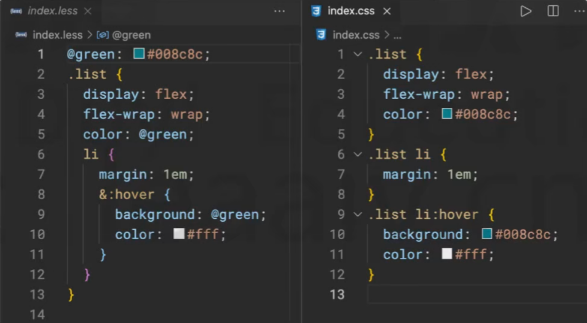 index.less ×
index.less > @green
1 @green: #008c8c;
2 .list {
3 display: flex;
4 flex-wrap: wrap;
5 color: @green;
6 li {
7 margin: 1em;
8 &:hover {
9 background: @green;
10 color: #fff;
11 }
12 }
13 }
14
index.css ×
index.css > ...
1 .list {
2 display: flex;
3 flex-wrap: wrap;
4 color: #008c8c;
5 }
6 .list li {
7 margin: 1em;
8 }
9 .list li:hover {
10 background: #008c8c;
11 color: #fff;
12 }
13